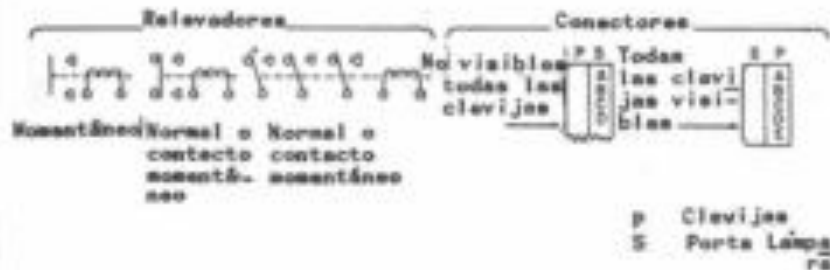 Relevadores
Conectores
Momentáneo
Normal o
contacto
momentá-
neo
Normal o
contacto
momentáneo
No visibles
todas las
clavijas
P S
Todas
las clavi
jas visi-
bles
S P
P Clavijas
S Porta Lámpa
ra